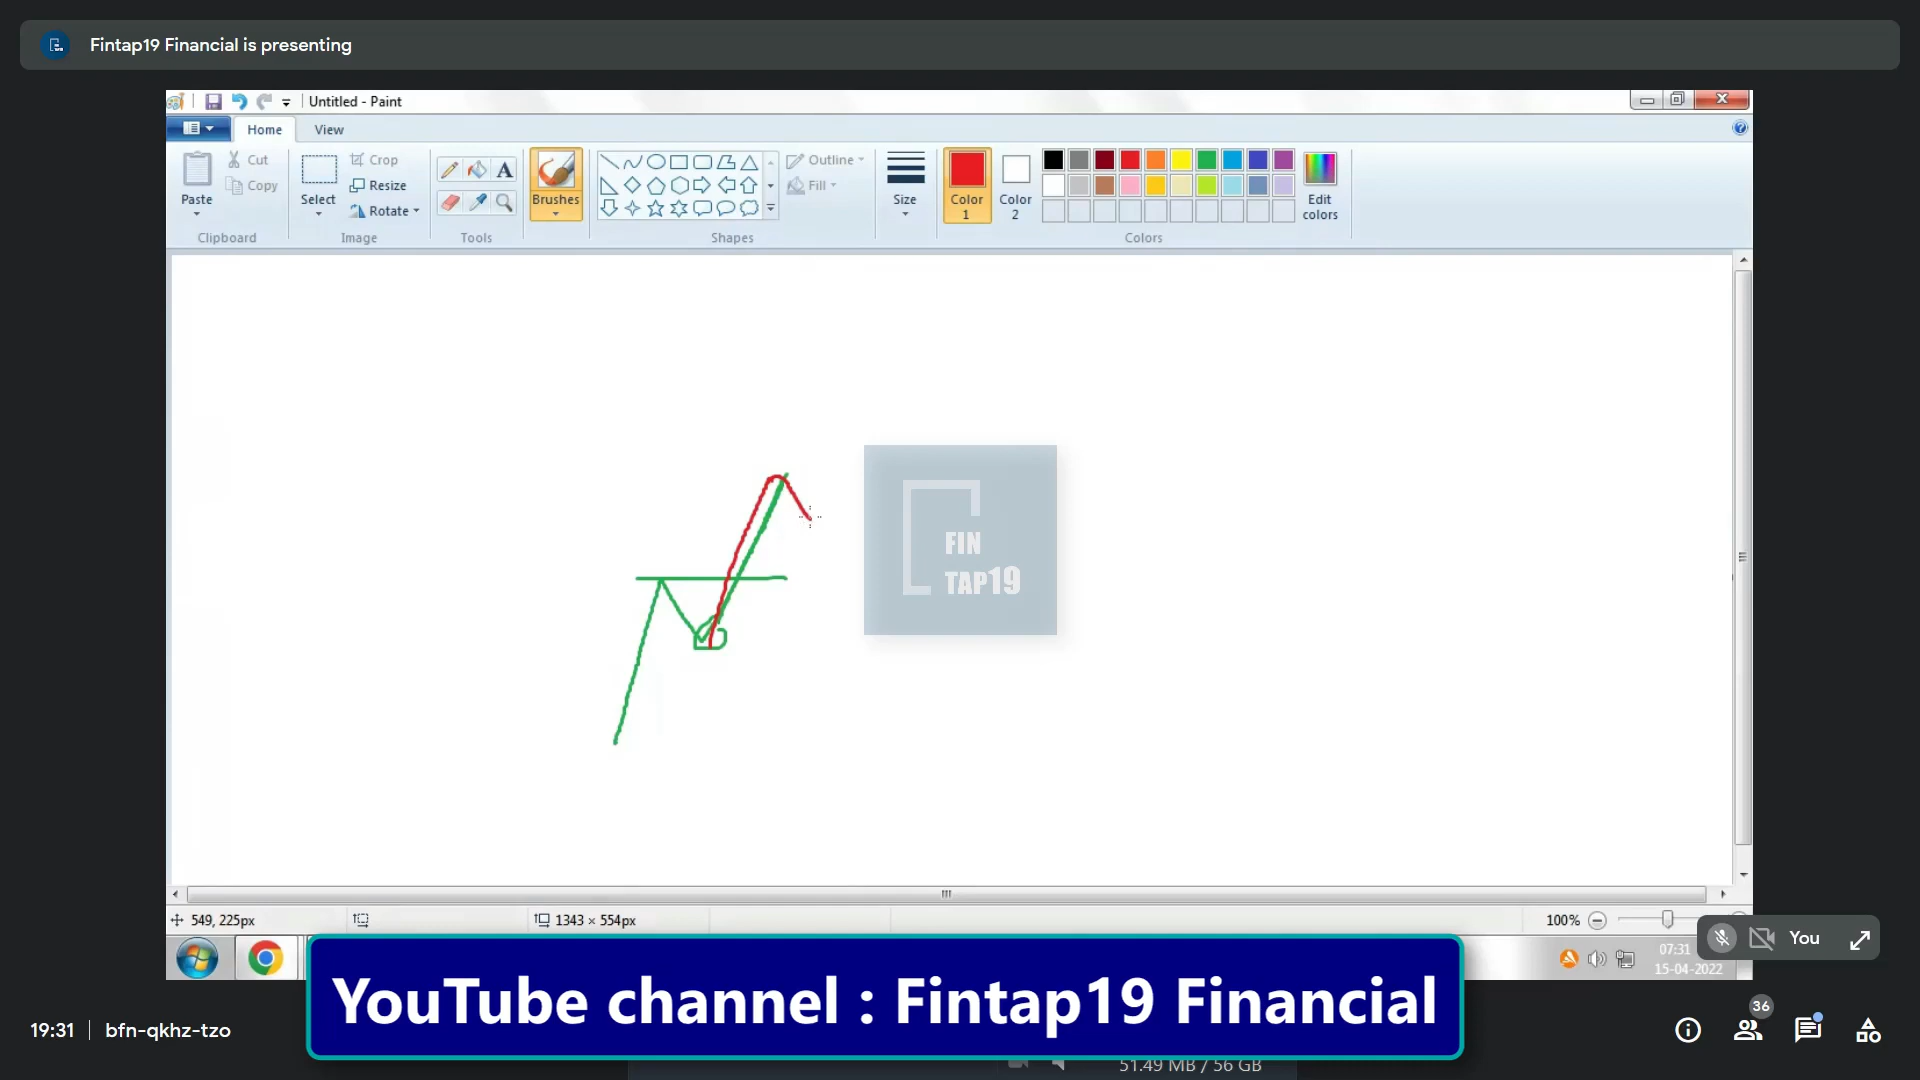 Fintap19 Financial is presenting
Untitled - Paint
Home View
Paste
Cut
Copy
Clipboard
Select
Crop
Resize
Rotate
Image
A
Tools
Brushes
Shapes
Outline
Fill
Size
Color
1
Color
2
Edit
colors
Colors
FIN
TAP19
549, 225px
1343 × 554px
100%
07:31
15-04-2022
You
YouTube channel : Fintap19 Financial
19:31 bfn-qkhz-tzo
36
51.49 MB / 56 GB